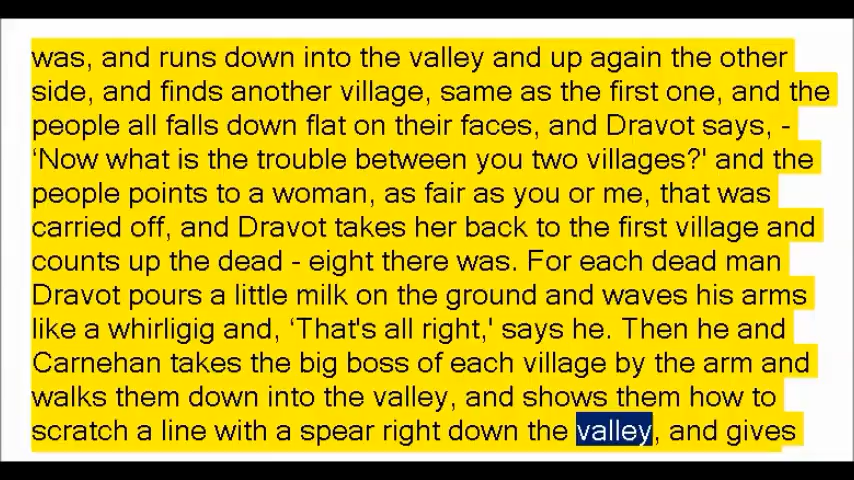 was, and runs down into the valley and up again the other
side, and finds another village, same as the first one, and the
people all falls down flat on their faces, and Dravot says, -
‘Now what is the trouble between you two villages?' and the
people points to a woman, as fair as you or me, that was
carried off, and Dravot takes her back to the first village and
counts up the dead - eight there was. For each dead man
Dravot pours a little milk on the ground and waves his arms
like a whirligig and, ‘That's all right,' says he. Then he and
Carnehan takes the big boss of each village by the arm and
walks them down into the valley, and shows them how to
scratch a line with a spear right down the valley, and gives